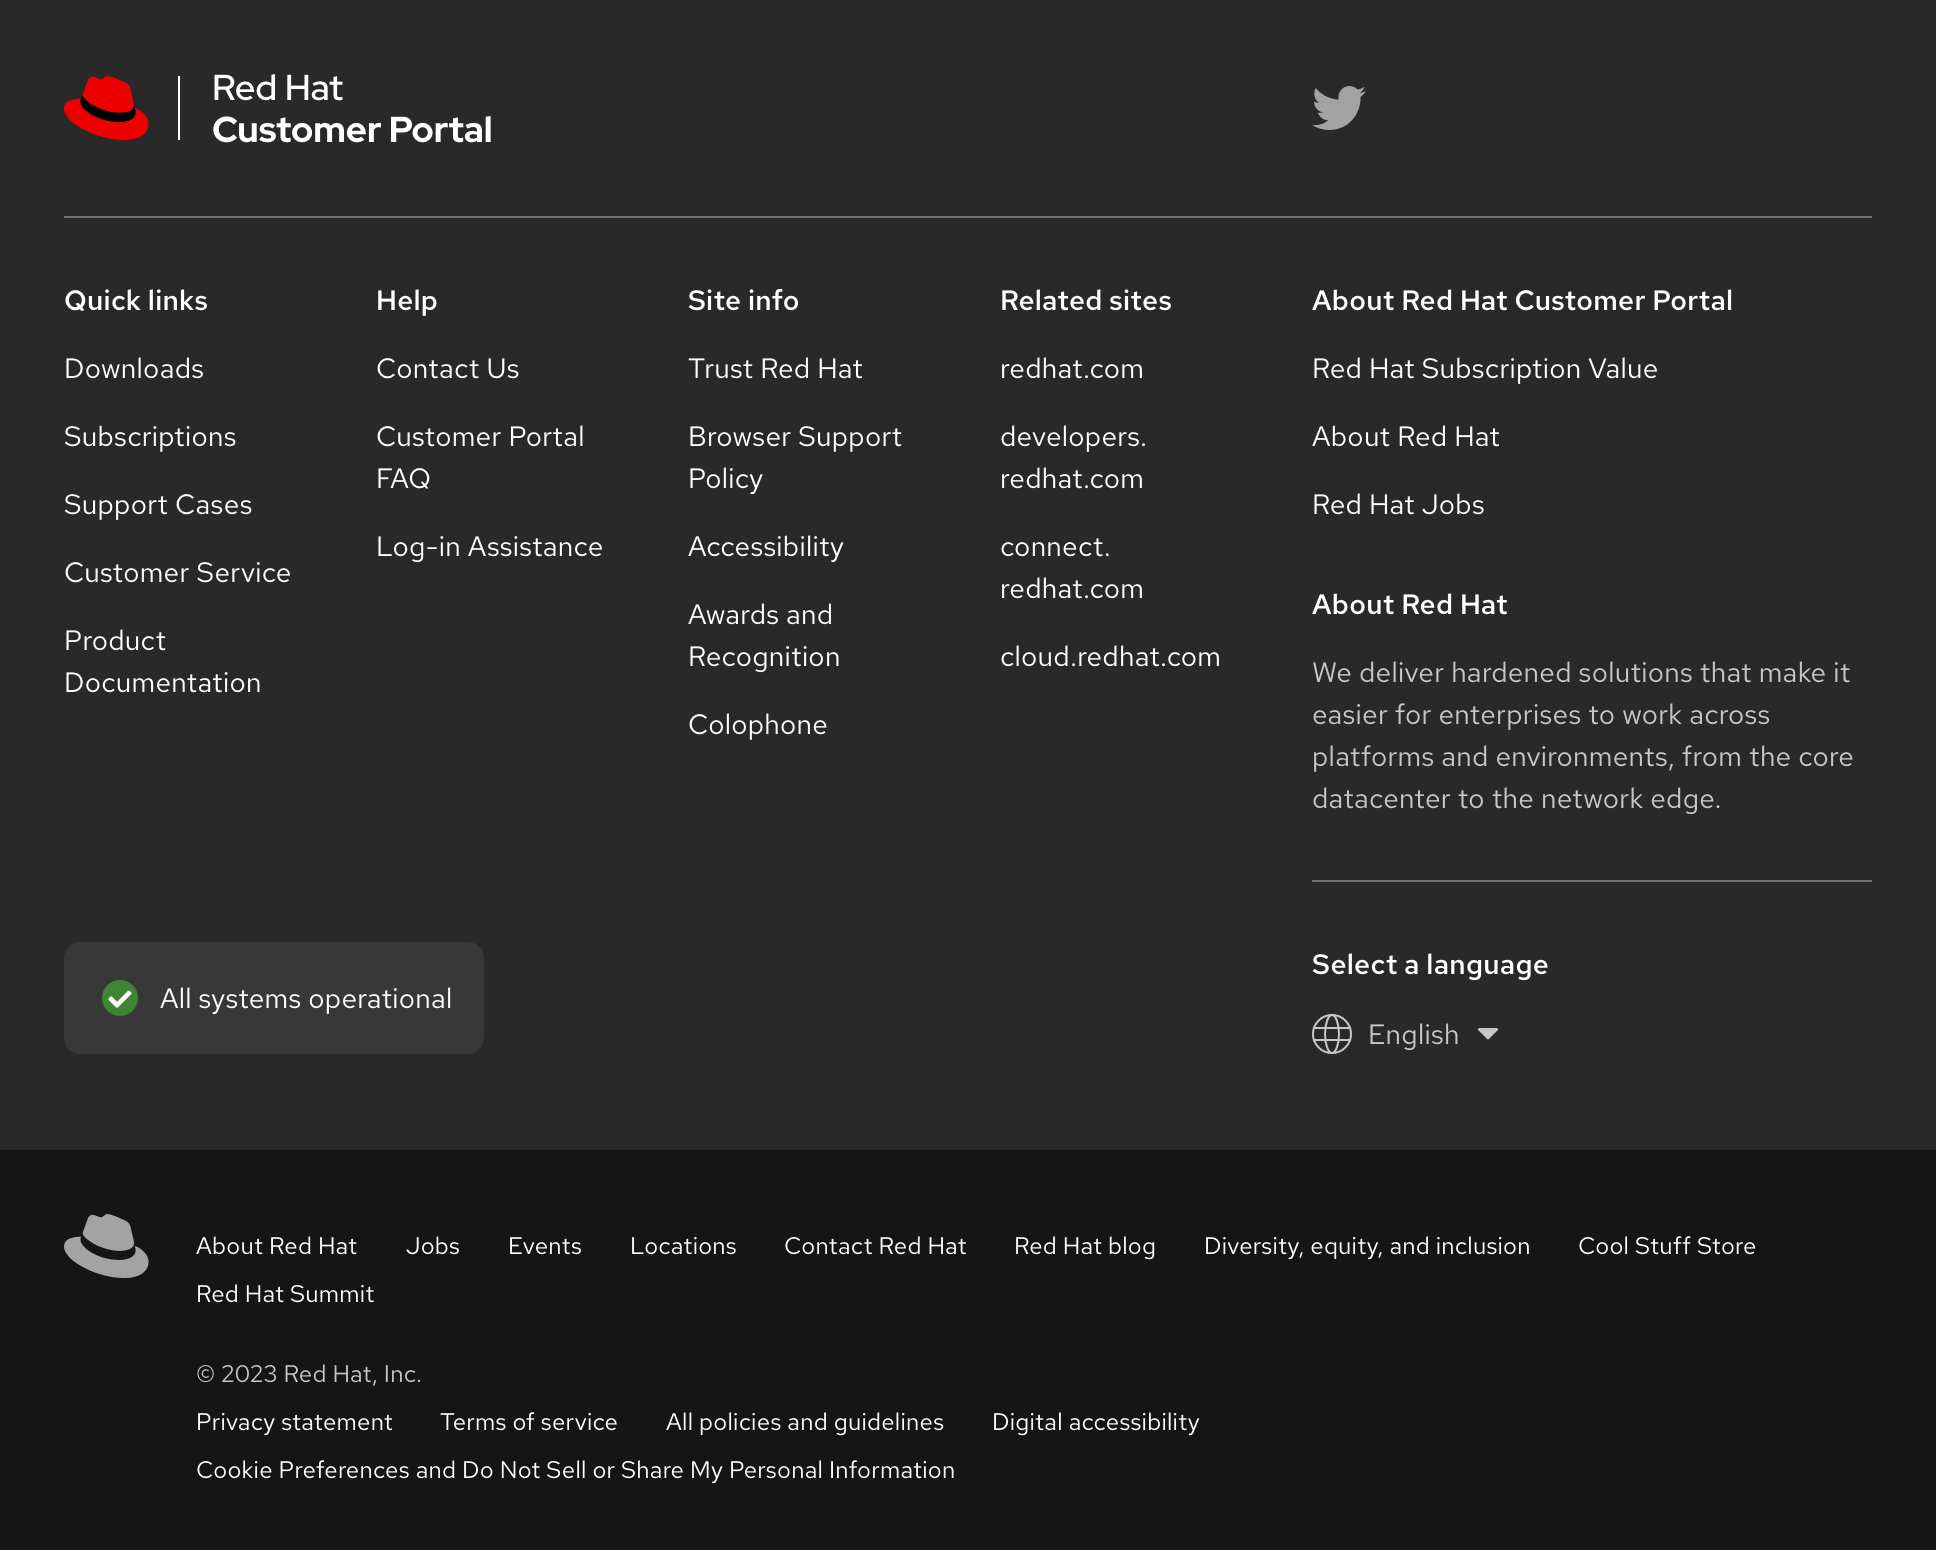 Red Hat
Customer Portal
Quick links
Downloads
Subscriptions
Support Cases
Customer Service
Product
Documentation
Help
Contact Us
Customer Portal
FAQ
Log-in Assistance
Site info
Trust Red Hat
Browser Support
Policy
Accessibility
Awards and
Recognition
Colophone
Related sites
redhat.com
developers.
redhat.com
connect.
redhat.com
cloud.redhat.com
About Red Hat Customer Portal
Red Hat Subscription Value
About Red Hat
Red Hat Jobs
About Red Hat
We deliver hardened solutions that make it
easier for enterprises to work across
platforms and environments, from the core
datacenter to the network edge.
All systems operational
Select a language
English
About Red Hat Jobs Events Locations Contact Red Hat Red Hat blog Diversity, equity, and inclusion Cool Stuff Store
Red Hat Summit
© 2023 Red Hat, Inc.
Privacy statement Terms of service All policies and guidelines Digital accessibility
Cookie Preferences and Do Not Sell or Share My Personal Information